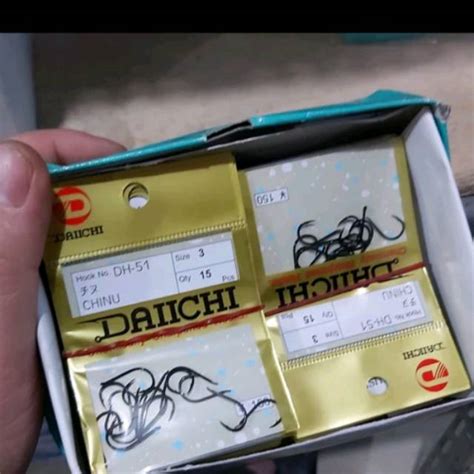 DAIICHI
Hook No. DH-51
Size 3
チヌ
CHINU
Qty 15 Pcs
DAIICHI
¥150
DAIICHI
チヌ
CHINU
Qty 15 Pcs
Hook No. DH-51
Size 3
DAIICHI